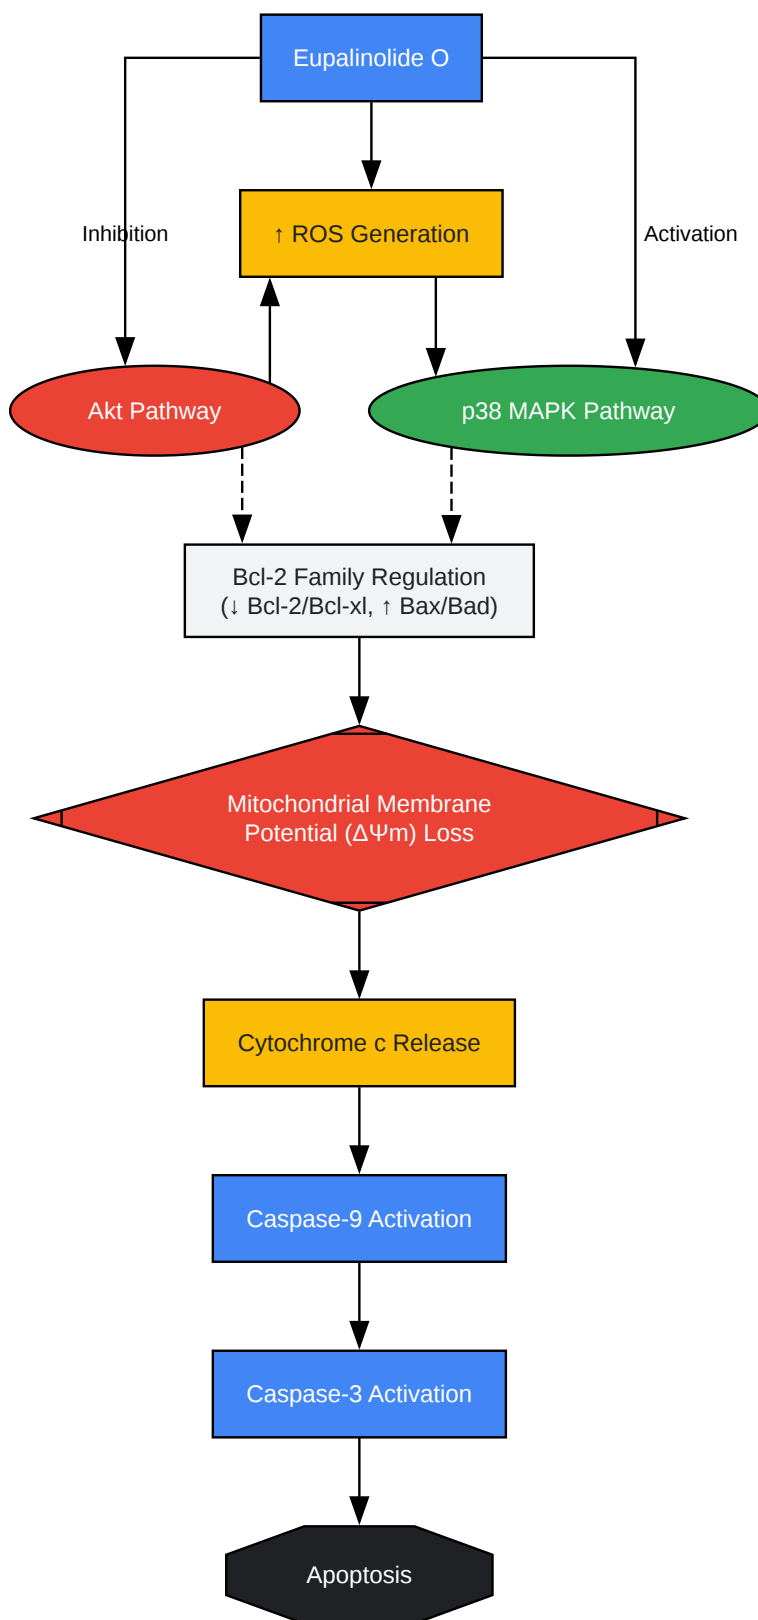 Eupalinolide O
↑ ROS Generation
Inhibition
Activation
Akt Pathway
p38 MAPK Pathway
Bcl-2 Family Regulation
(↓ Bcl-2/Bcl-xl, ↑ Bax/Bad)
Mitochondrial Membrane
Potential (ΔΨm) Loss
Cytochrome c Release
Caspase-9 Activation
Caspase-3 Activation
Apoptosis